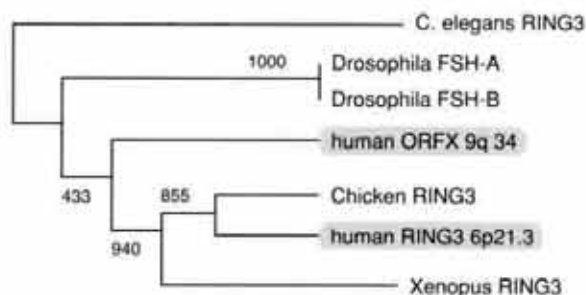 C. elegans RING3
1000
Drosophila FSH-A
Drosophila FSH-B
human ORFX 9q 34
433
855
Chicken RING3
human RING3 6p21.3
940
Xenopus RING3